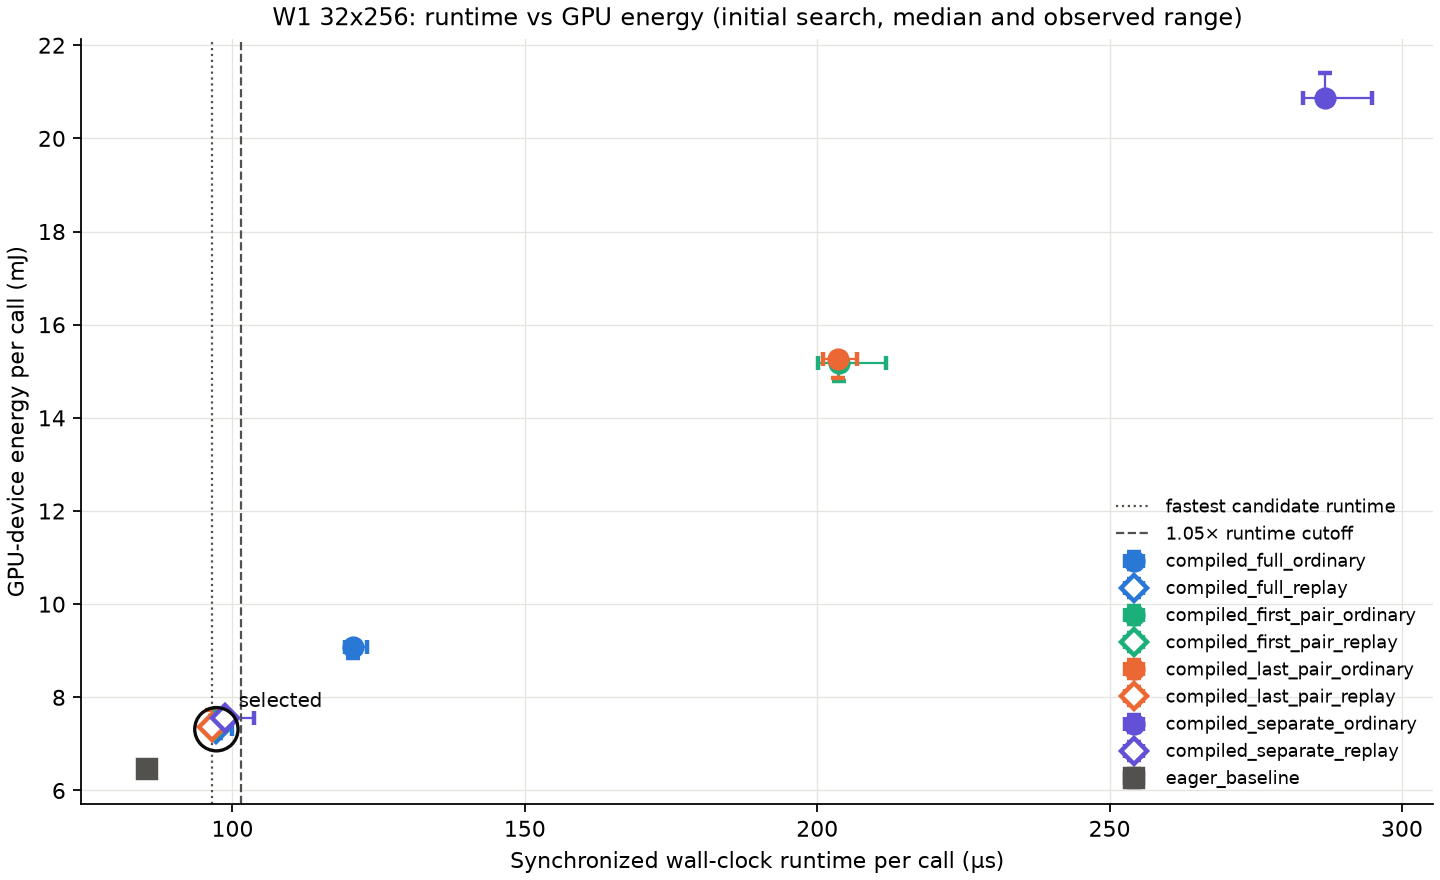 W1 32x256: runtime vs GPU energy (initial search, median and observed range)
GPU-device energy per call (mJ)
22
20
18
16
14
12
10
8
6
selected
fastest candidate runtime
1.05× runtime cutoff
compiled_full_ordinary
compiled_full_replay
compiled_first_pair_ordinary
compiled_first_pair_replay
compiled_last_pair_ordinary
compiled_last_pair_replay
compiled_separate_ordinary
compiled_separate_replay
eager_baseline
100 150 200 250 300
Synchronized wall-clock runtime per call (µs)